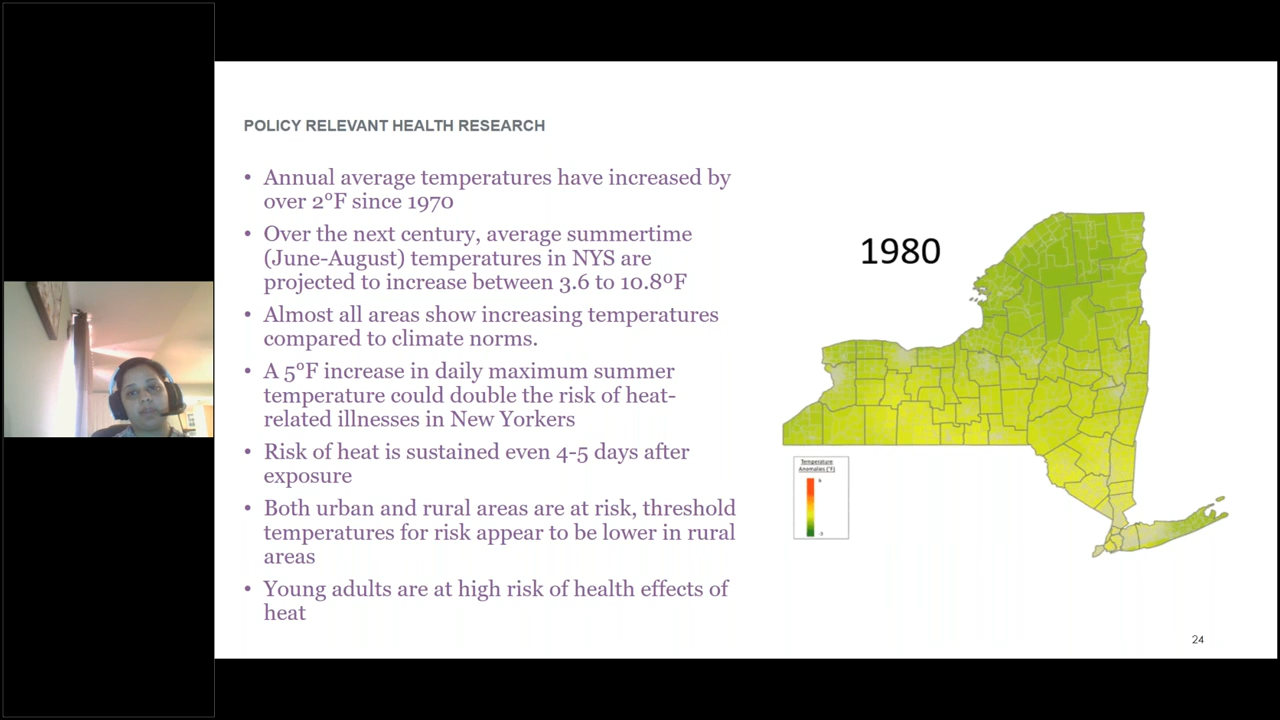 POLICY RELEVANT HEALTH RESEARCH
• Annual average temperatures have increased by
over 2°F since 1970
• Over the next century, average summertime
(June-August) temperatures in NYS are
projected to increase between 3.6 to 10.8ºF
• Almost all areas show increasing temperatures
compared to climate norms.
• A 5°F increase in daily maximum summer
temperature could double the risk of heat-
related illnesses in New Yorkers
• Risk of heat is sustained even 4-5 days after
exposure
• Both urban and rural areas are at risk, threshold
temperatures for risk appear to be lower in rural
areas
• Young adults are at high risk of health effects of
heat
1980
Temperature
Anomalies (°F)
24